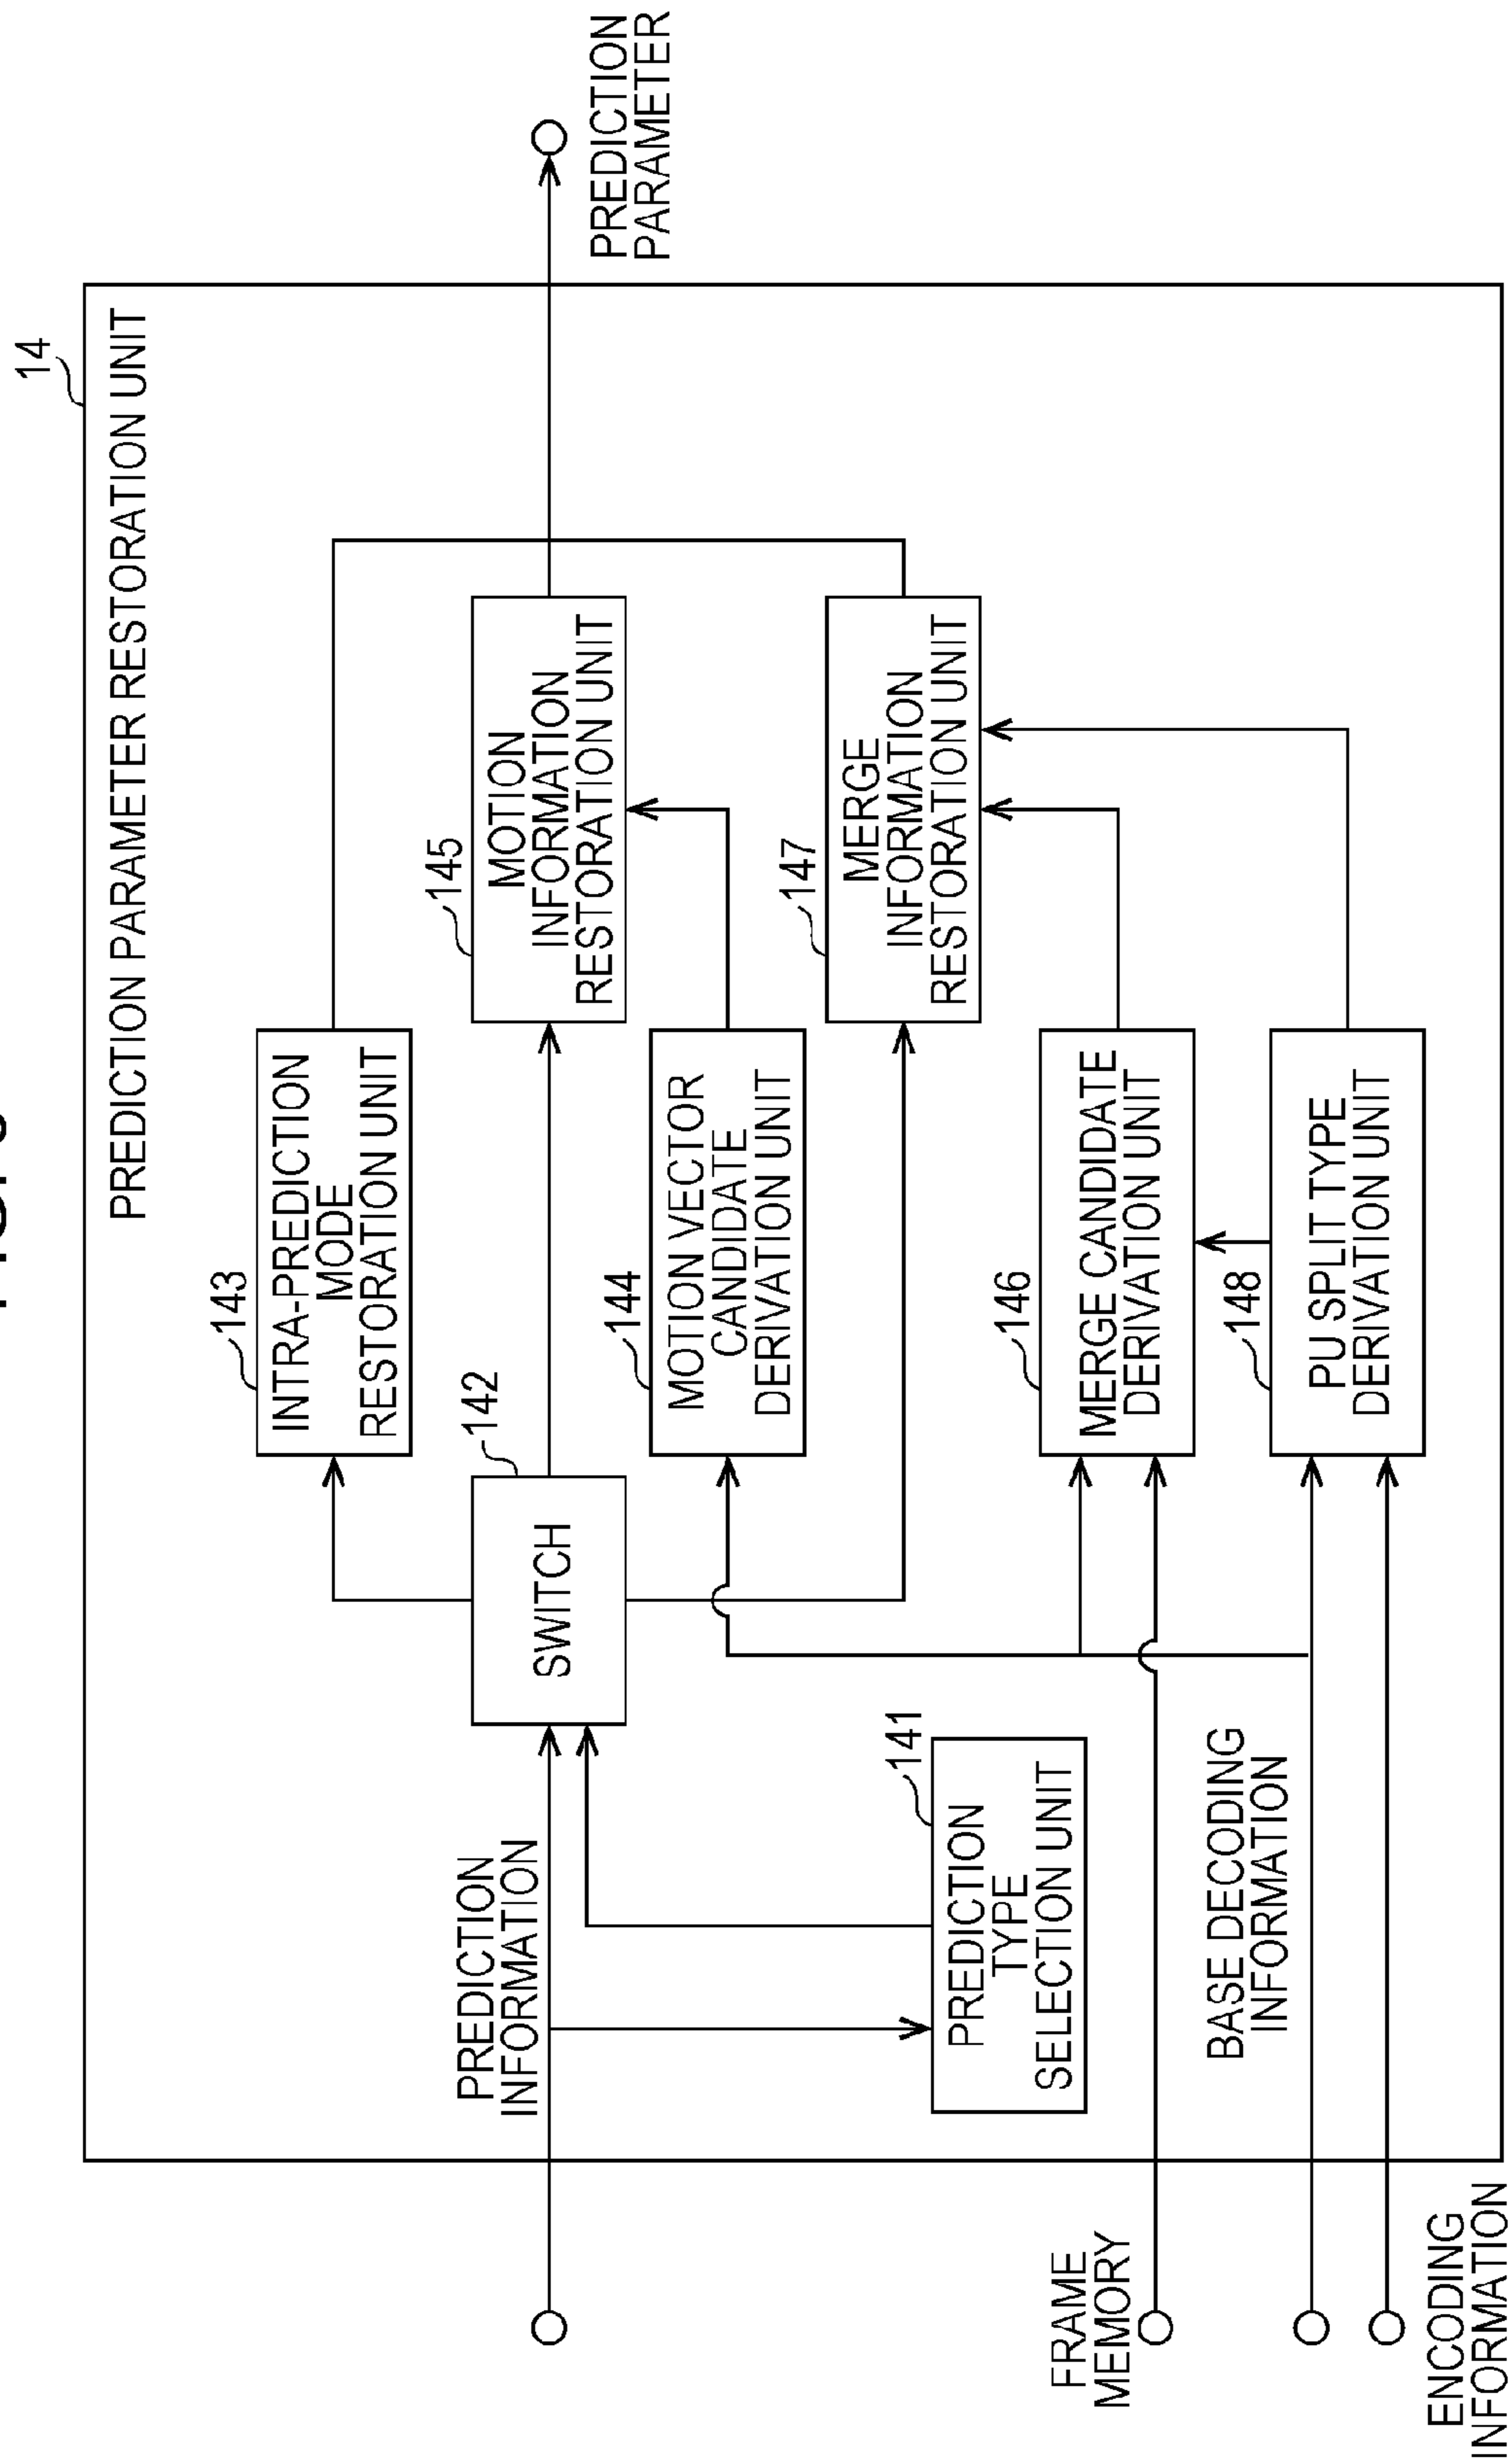 14
PREDICTION PARAMETER RESTORATION UNIT
143
INTRA-PREDICTION
MODE
RESTORATION UNIT
142
SWITCH
PREDICTION
INFORMATION
145
MOTION
INFORMATION
RESTORATION UNIT
PREDICTION
PARAMETER
144
MOTION VECTOR
CANDIDATE
DERIVATION UNIT
147
MERGE
INFORMATION
RESTORATION UNIT
141
PREDICTION
TYPE
SELECTION UNIT
146
MERGE CANDIDATE
DERIVATION UNIT
FRAME
MEMORY
BASE DECODING
INFORMATION
148
PU SPLIT TYPE
DERIVATION UNIT
ENCODING
INFORMATION